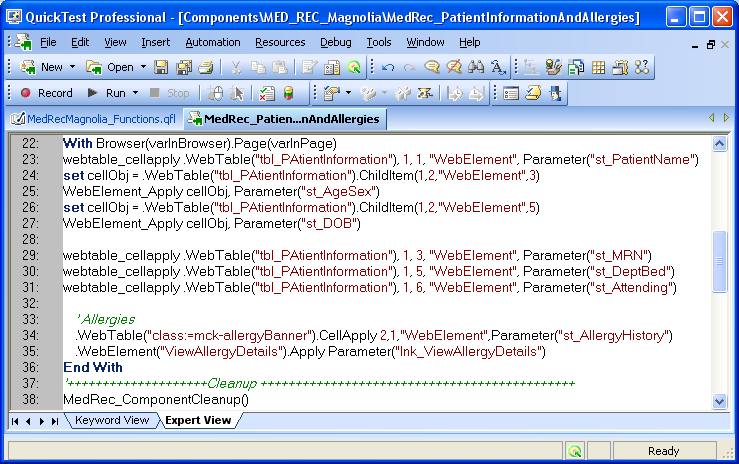 QuickTest Professional - [Components\MED_REC_Magnolia\MedRec_PatientInformationAndAllergies]
File Edit View Insert Automation Resources Debug Tools Window Help
New Open
Record Run Stop
MedRecMagnolia_Functions.qfl MedRec_Patien...nAndAllergies
22: With Browser(varInBrowser).Page(varInPage)
23: webtable_cellapply .WebTable("tbl_PAtientInformation"), 1, 1, "WebElement", Parameter("st_PatientName")
24: set cellObj = .WebTable("tbl_PAtientInformation").ChildItem(1,2,"WebElement",3)
25: WebElement_Apply cellObj, Parameter("st_AgeSex")
26: set cellObj = .WebTable("tbl_PAtientInformation").ChildItem(1,2,"WebElement",5)
27: WebElement_Apply cellObj, Parameter("st_DOB")
28:
29: webtable_cellapply .WebTable("tbl_PAtientInformation"), 1, 3, "WebElement", Parameter("st_MRN")
30: webtable_cellapply .WebTable("tbl_PAtientInformation"), 1, 5, "WebElement", Parameter("st_DeptBed")
31: webtable_cellapply .WebTable("tbl_PAtientInformation"), 1, 6, "WebElement", Parameter("st_Attending")
32:
33: 'Allergies
34: .WebTable("class:=mck-allergyBanner").CellApply 2,1,"WebElement",Parameter("st_AllergyHistory")
35: .WebElement("ViewAllergyDetails").Apply Parameter("lnk_ViewAllergyDetails")
36: End With
37: '++++++++++++++++++++Cleanup ++++++++++++++++++++++++++++++++++++++++++++
38: MedRec_ComponentCleanup()
Keyword View Expert View
Ready